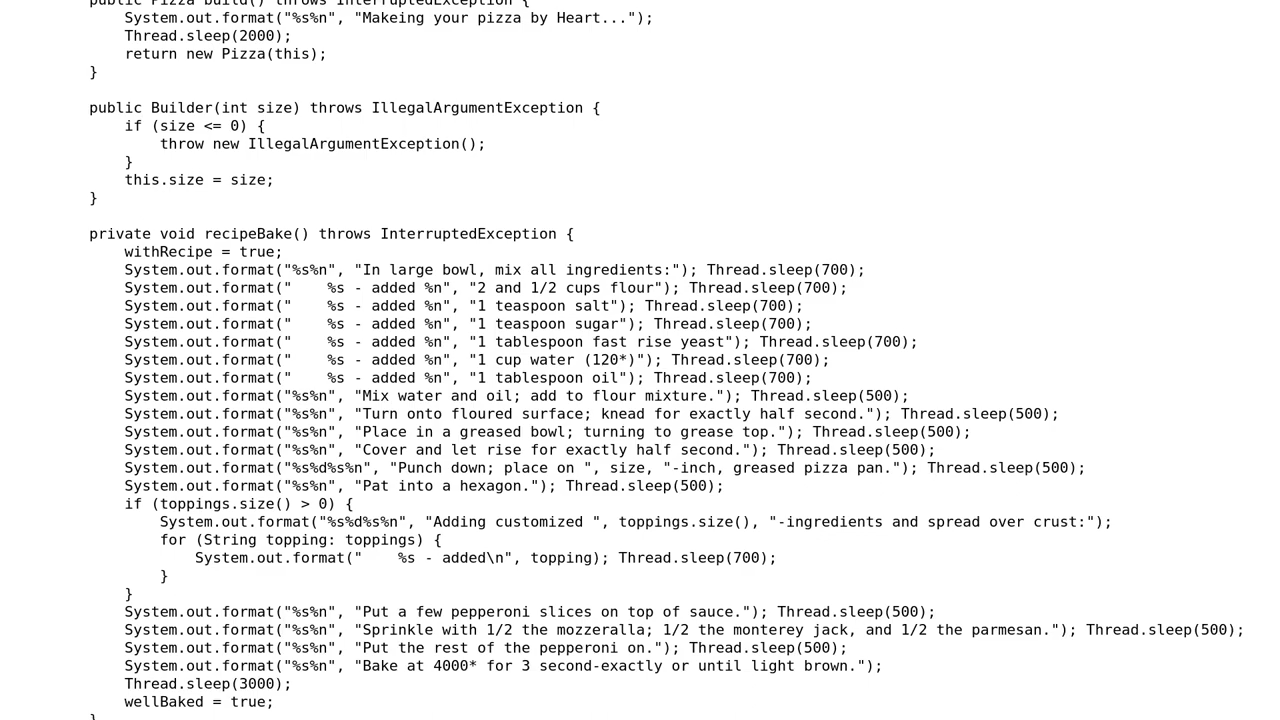 public Pizza build() throws InterruptedException {
    System.out.format("%s%n", "Makeing your pizza by Heart...");
    Thread.sleep(2000);
    return new Pizza(this);
}

public Builder(int size) throws IllegalArgumentException {
    if (size <= 0) {
        throw new IllegalArgumentException();
    }
    this.size = size;
}

private void recipeBake() throws InterruptedException {
    withRecipe = true;
    System.out.format("%s%n", "In large bowl, mix all ingredients:"); Thread.sleep(700);
    System.out.format("    %s - added %n", "2 and 1/2 cups flour"); Thread.sleep(700);
    System.out.format("    %s - added %n", "1 teaspoon salt"); Thread.sleep(700);
    System.out.format("    %s - added %n", "1 teaspoon sugar"); Thread.sleep(700);
    System.out.format("    %s - added %n", "1 tablespoon fast rise yeast"); Thread.sleep(700);
    System.out.format("    %s - added %n", "1 cup water (120*)"); Thread.sleep(700);
    System.out.format("    %s - added %n", "1 tablespoon oil"); Thread.sleep(700);
    System.out.format("%s%n", "Mix water and oil; add to flour mixture."); Thread.sleep(500);
    System.out.format("%s%n", "Turn onto floured surface; knead for exactly half second."); Thread.sleep(500);
    System.out.format("%s%n", "Place in a greased bowl; turning to grease top."); Thread.sleep(500);
    System.out.format("%s%n", "Cover and let rise for exactly half second."); Thread.sleep(500);
    System.out.format("%s%d%s%n", "Punch down; place on ", size, "-inch, greased pizza pan."); Thread.sleep(500);
    System.out.format("%s%n", "Pat into a hexagon."); Thread.sleep(500);
    if (toppings.size() > 0) {
        System.out.format("%s%d%s%n", "Adding customized ", toppings.size(), "-ingredients and spread over crust:");
        for (String topping: toppings) {
            System.out.format("    %s - added\n", topping); Thread.sleep(700);
        }
    }
    System.out.format("%s%n", "Put a few pepperoni slices on top of sauce."); Thread.sleep(500);
    System.out.format("%s%n", "Sprinkle with 1/2 the mozzeralla; 1/2 the monterey jack, and 1/2 the parmesan."); Thread.sleep(500);
    System.out.format("%s%n", "Put the rest of the pepperoni on."); Thread.sleep(500);
    System.out.format("%s%n", "Bake at 4000* for 3 second-exactly or until light brown.");
    Thread.sleep(3000);
    wellBaked = true;
}